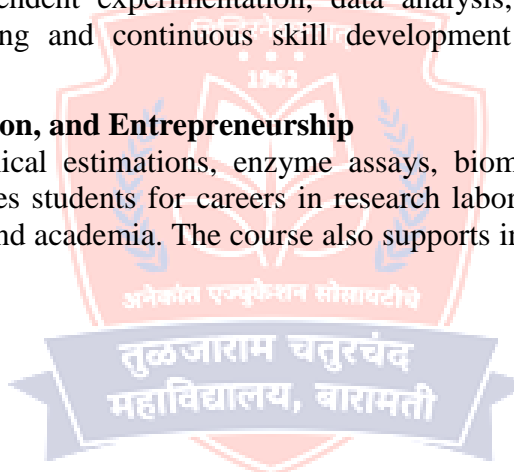 endent experimentation, data analysis,
ng and continuous skill development
1962
on, and Entrepreneurship
ical estimations, enzyme assays, biom
es students for careers in research labor
nd academia. The course also supports in
अनेकांत एज्युकेशन सोसायटीचे
तुळजाराम चतुरचंद
महाविद्यालय, बारामती